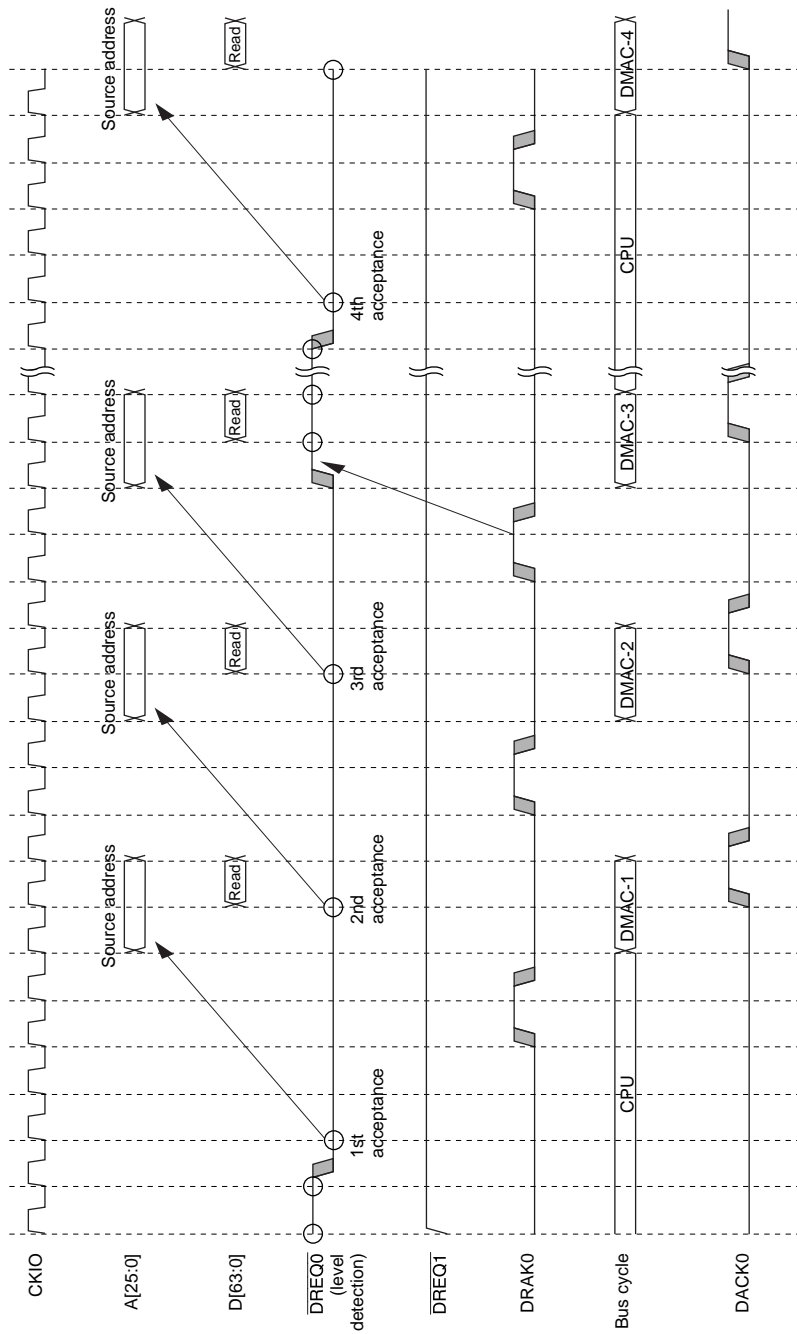 CKIO
A[25:0]
Source address
Source address
Source address
Source address
D[63:0]
Read
Read
Read
Read
DREQ0
(level
detection)
1st
acceptance
2nd
acceptance
3rd
acceptance
4th
acceptance
DREQ1
DRAK0
Bus cycle
CPU
DMAC-1
DMAC-2
DMAC-3
CPU
DMAC-4
DACK0